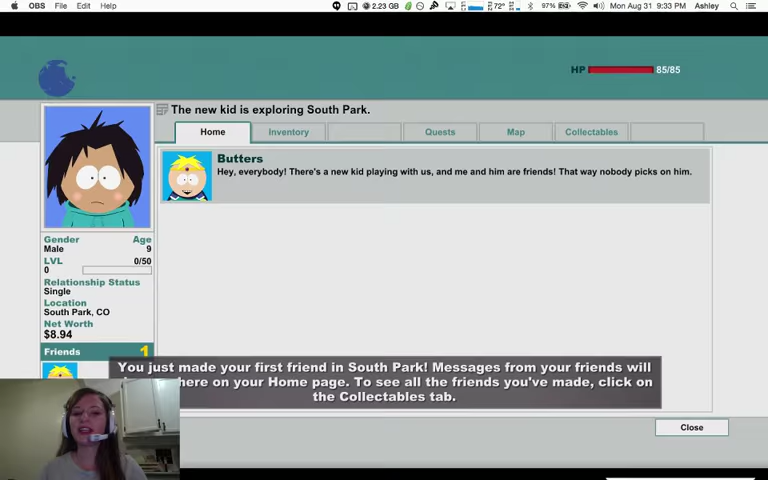 OBS File Edit Help 2.23 GB 72° 97% Mon Aug 31 9:33 PM Ashley
HP 85/85
The new kid is exploring South Park.
Home Inventory Quests Map Collectables
Butters
Hey, everybody! There's a new kid playing with us, and me and him are friends! That way nobody picks on him.
Gender Age
Male 9
LVL 0/50
0
Relationship Status
Single
Location
South Park, CO
Net Worth
$8.94
Friends 1
You just made your first friend in South Park! Messages from your friends will
here on your Home page. To see all the friends you've made, click on
the Collectables tab.
Close